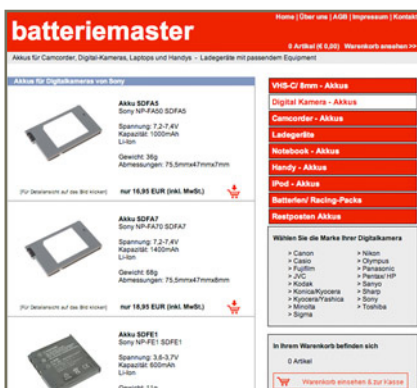 batteriemaster
Home | Über uns | AGB | Impressum | Kontakt
0 Artikel (€ 0,00) Warenkorb ansehen >>
Akkus für Camcorder, Digital-Kameras, Laptops und Handys - Ladegeräte mit passendem Equipment
Akkus für Digitalkameras von Sony
Akku SDFA5
Sony NP-FA50 SDFA5
Spannung: 7,2-7,4V
Kapazität: 1000mAh
Li-Ion
Gewicht: 36g
Abmessungen: 75,5mmx47mmx7mm
(Für Detailansicht auf das Bild klicken)
nur 16,95 EUR (inkl. MwSt.)
Akku SDFA7
Sony NP-FA70 SDFA7
Spannung: 7,2-7,4V
Kapazität: 1400mAh
Li-Ion
Gewicht: 68g
Abmessungen: 75,5mmx47mmx8mm
(Für Detailansicht auf das Bild klicken)
nur 18,95 EUR (inkl. MwSt.)
Akku SDFE1
Sony NP-FE1 SDFE1
Spannung: 3,6-3,7V
Kapazität: 600mAh
Li-Ion
VHS-C/ 8mm - Akkus
Digital Kamera - Akkus
Camcorder - Akkus
Ladegeräte
Notebook - Akkus
Handy - Akkus
iPod - Akkus
Batterien/ Racing-Packs
Restposten Akkus
Wählen Sie die Marke Ihrer Digitalkamera
> Canon
> Casio
> Fujifilm
> JVC
> Kodak
> Konica/Kyocera
> Kyocera/Yashica
> Minolta
> Sigma
> Nikon
> Olympus
> Panasonic
> Pentax/ HP
> Sanyo
> Sharp
> Sony
> Toshiba
In Ihrem Warenkorb befinden sich
0 Artikel
Warenkorb einsehen & zur Kasse